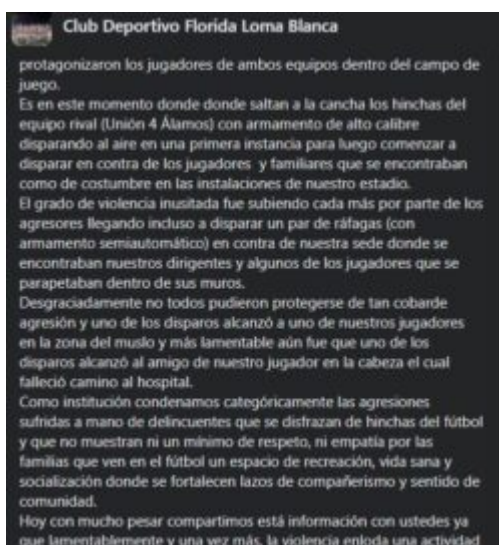 Club Deportivo Florida Loma Blanca
protagonizaron los jugadores de ambos equipos dentro del campo de
juego.
Es en este momento donde donde saltan a la cancha los hinchas del
equipo rival (Unión 4 Álamos) con armamento de alto calibre
disparando al aire en una primera instancia para luego comenzar a
disparar en contra de los jugadores y familiares que se encontraban
como de costumbre en las instalaciones de nuestro estadio.
El grado de violencia inusitada fue subiendo cada más por parte de los
agresores llegando incluso a disparar un par de ráfagas (con
armamento semiautomático) en contra de nuestra sede donde se
encontraban nuestros dirigentes y algunos de los jugadores que se
parapetaban dentro de sus muros.
Desgraciadamente no todos pudieron protegerse de tan cobarde
agresión y uno de los disparos alcanzó a uno de nuestros jugadores
en la zona del muslo y más lamentable aún fue que uno de los
disparos alcanzó al amigo de nuestro jugador en la cabeza el cual
falleció camino al hospital.
Como institución condenamos categóricamente las agresiones
sufridas a mano de delincuentes que se disfrazan de hinchas del fútbol
y que no muestran ni un mínimo de respeto, ni empatía por las
familias que ven en el fútbol un espacio de recreación, vida sana y
socialización donde se fortalecen lazos de compañerismo y sentido de
comunidad.
Hoy con mucho pesar compartimos está información con ustedes ya
que lamentablemente y una vez más, la violencia enloda una actividad